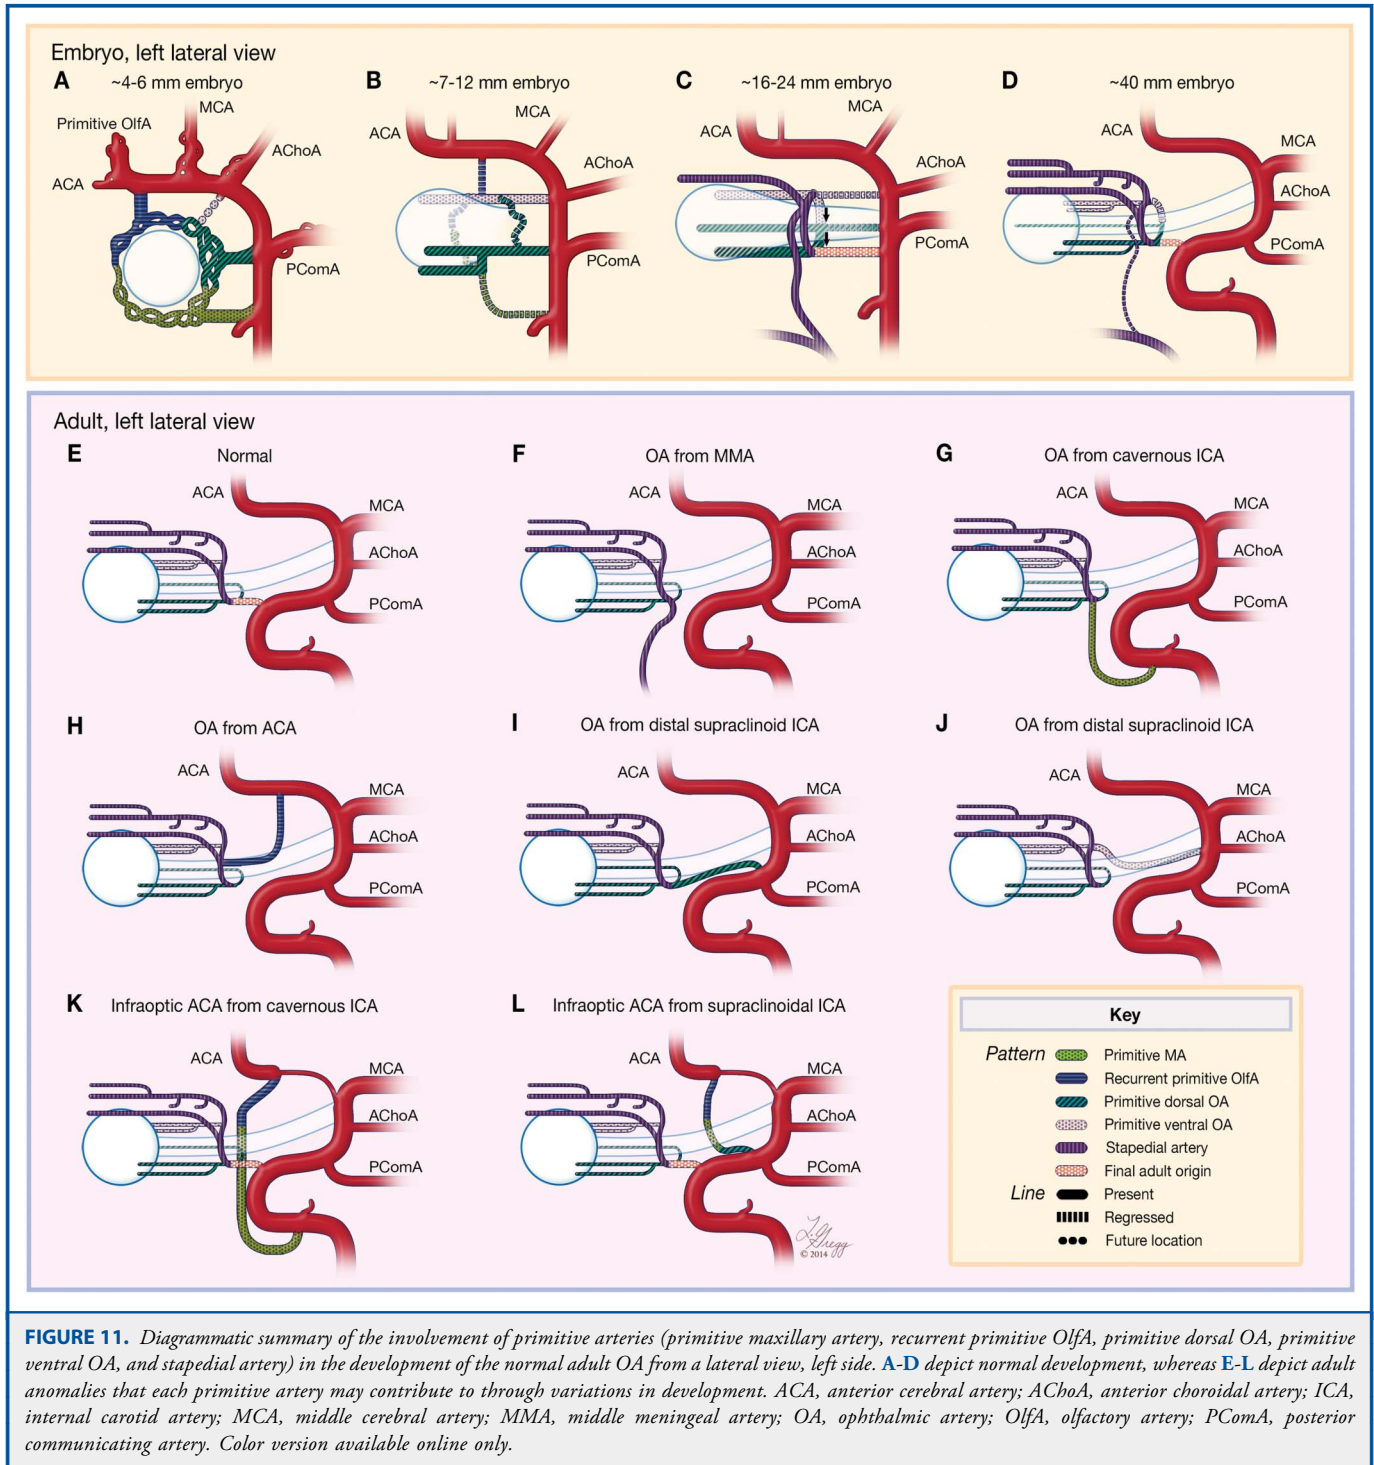 Embryo, left lateral view
A ~4-6 mm embryo
MCA
Primitive OlfA
AChoA
ACA
PComA
B ~7-12 mm embryo
MCA
ACA
AChoA
PComA
C ~16-24 mm embryo
MCA
ACA
AChoA
PComA
D ~40 mm embryo
ACA
MCA
AChoA
PComA
Adult, left lateral view
E Normal
ACA
MCA
AChoA
PComA
F OA from MMA
ACA
MCA
AChoA
PComA
G OA from cavernous ICA
ACA
MCA
AChoA
PComA
H OA from ACA
ACA
MCA
AChoA
PComA
I OA from distal supraclinoid ICA
ACA
MCA
AChoA
PComA
J OA from distal supraclinoid ICA
ACA
MCA
AChoA
PComA
K Infraoptic ACA from cavernous ICA
ACA
MCA
AChoA
PComA
L Infraoptic ACA from supraclinoidal ICA
ACA
MCA
AChoA
PComA
L Gregg
© 2014
Key
Pattern Primitive MA
Recurrent primitive OlfA
Primitive dorsal OA
Primitive ventral OA
Stapedial artery
Final adult origin
Line Present
Regressed
Future location
FIGURE 11. Diagrammatic summary of the involvement of primitive arteries (primitive maxillary artery, recurrent primitive OlfA, primitive dorsal OA, primitive
ventral OA, and stapedial artery) in the development of the normal adult OA from a lateral view, left side. A-D depict normal development, whereas E-L depict adult
anomalies that each primitive artery may contribute to through variations in development. ACA, anterior cerebral artery; AChoA, anterior choroidal artery; ICA,
internal carotid artery; MCA, middle cerebral artery; MMA, middle meningeal artery; OA, ophthalmic artery; OlfA, olfactory artery; PComA, posterior
communicating artery. Color version available online only.